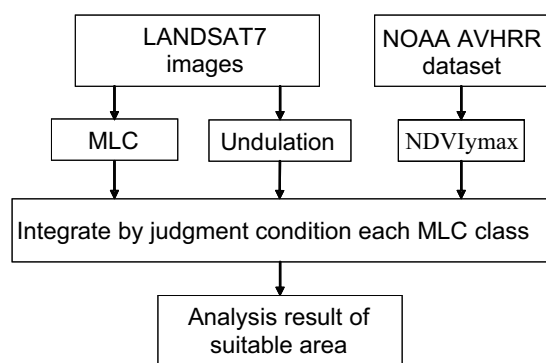 LANDSAT7
images
NOAA AVHRR
dataset
MLC
Undulation
NDVIymax
Integrate by judgment condition each MLC class
Analysis result of
suitable area